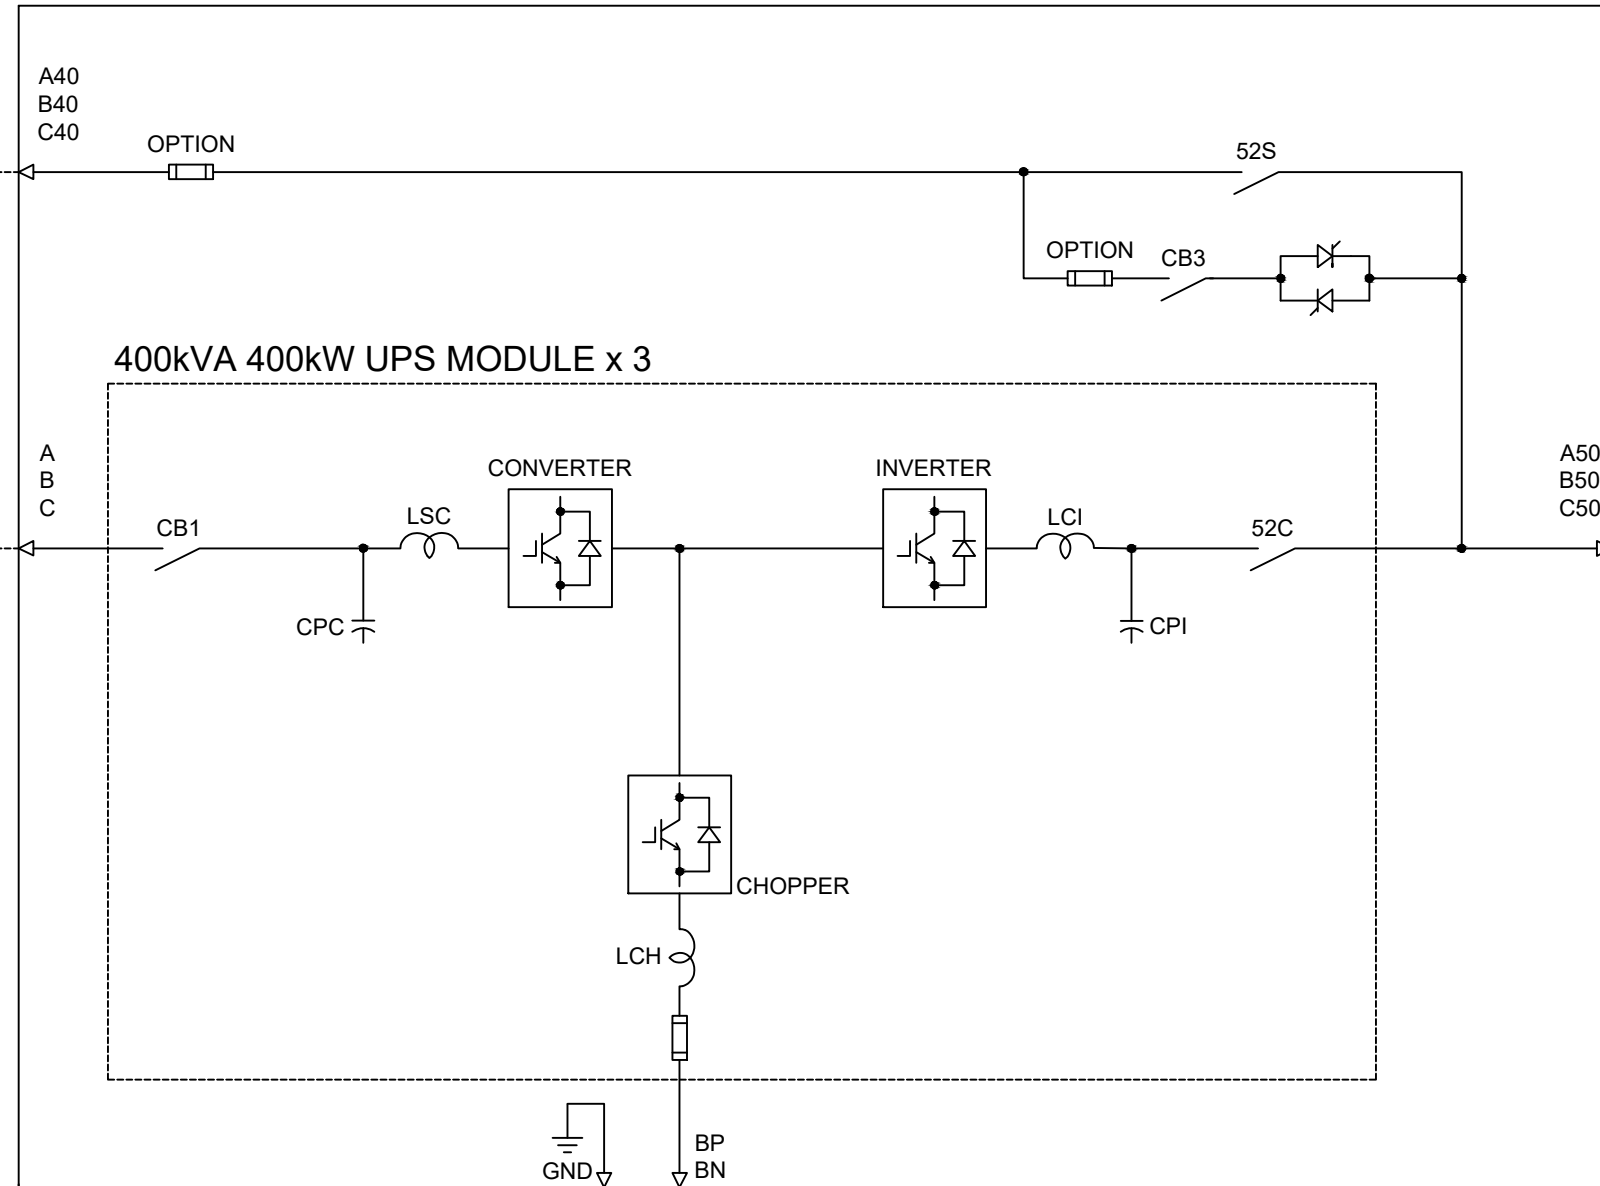 A40
B40
C40
OPTION
52S
OPTION
CB3
400kVA 400kW UPS MODULE x 3
A
B
C
CONVERTER
INVERTER
A50
B50
C50
CB1
LSC
LCI
52C
CPC
CPI
CHOPPER
LCH
GND
BP
BN